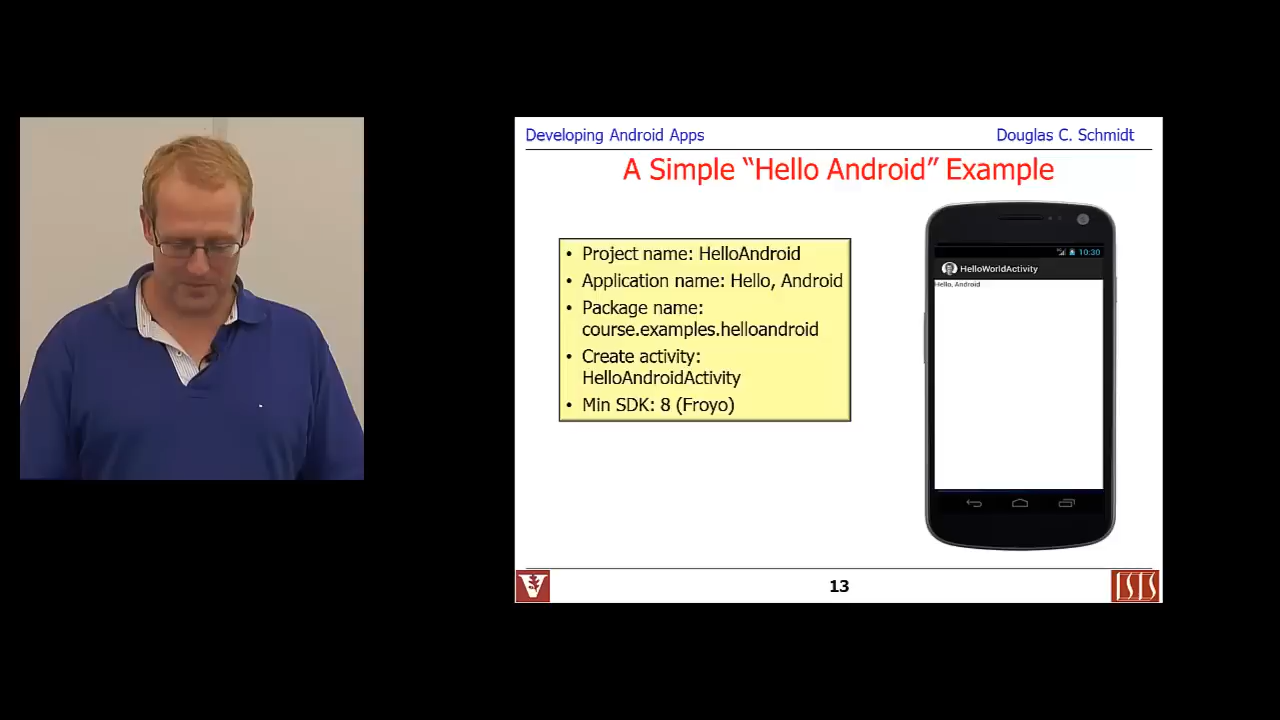 Developing Android Apps
Douglas C. Schmidt
A Simple “Hello Android” Example
• Project name: HelloAndroid
• Application name: Hello, Android
• Package name:
course.examples.helloandroid
• Create activity:
HelloAndroidActivity
• Min SDK: 8 (Froyo)
10:30
HelloWorldActivity
Hello, Android
13
V
ISIS